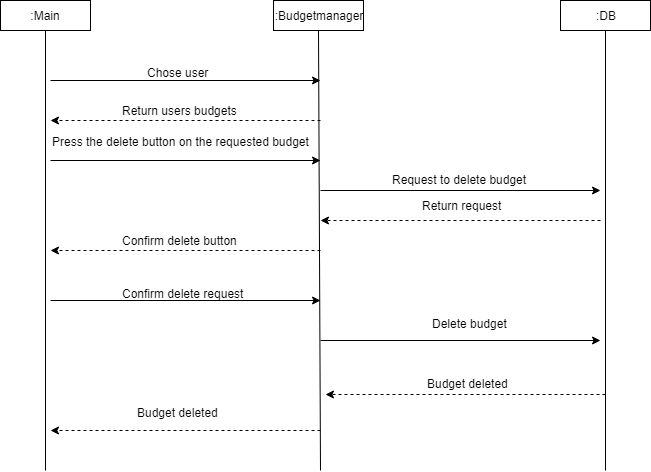 :Main
:Budgetmanager
:DB
Chose user
Return users budgets
Press the delete button on the requested budget
Request to delete budget
Return request
Confirm delete button
Confirm delete request
Delete budget
Budget deleted
Budget deleted